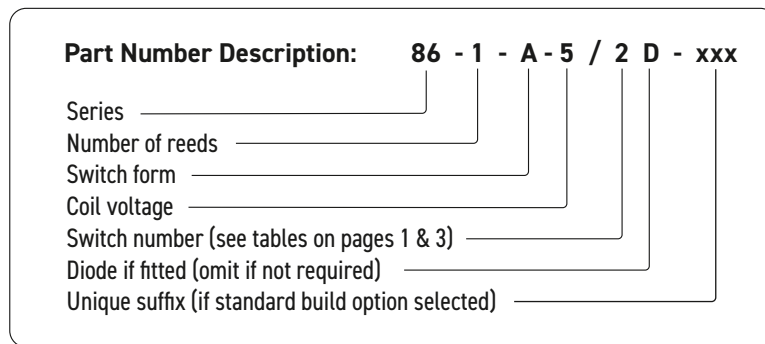 Part Number Description: 86 - 1 - A - 5 / 2 D - xxx
Series
Number of reeds
Switch form
Coil voltage
Switch number (see tables on pages 1 & 3)
Diode if fitted (omit if not required)
Unique suffix (if standard build option selected)